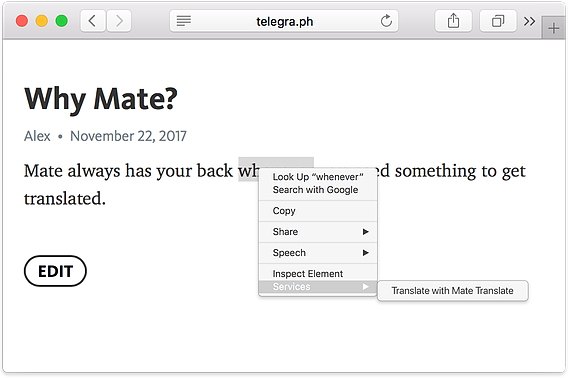 telegra.ph
Why Mate?
Alex • November 22, 2017
Mate always has your back wh ed something to get
translated.
EDIT
Look Up “whenever”
Search with Google
Copy
Share
Speech
Inspect Element
Services
Translate with Mate Translate